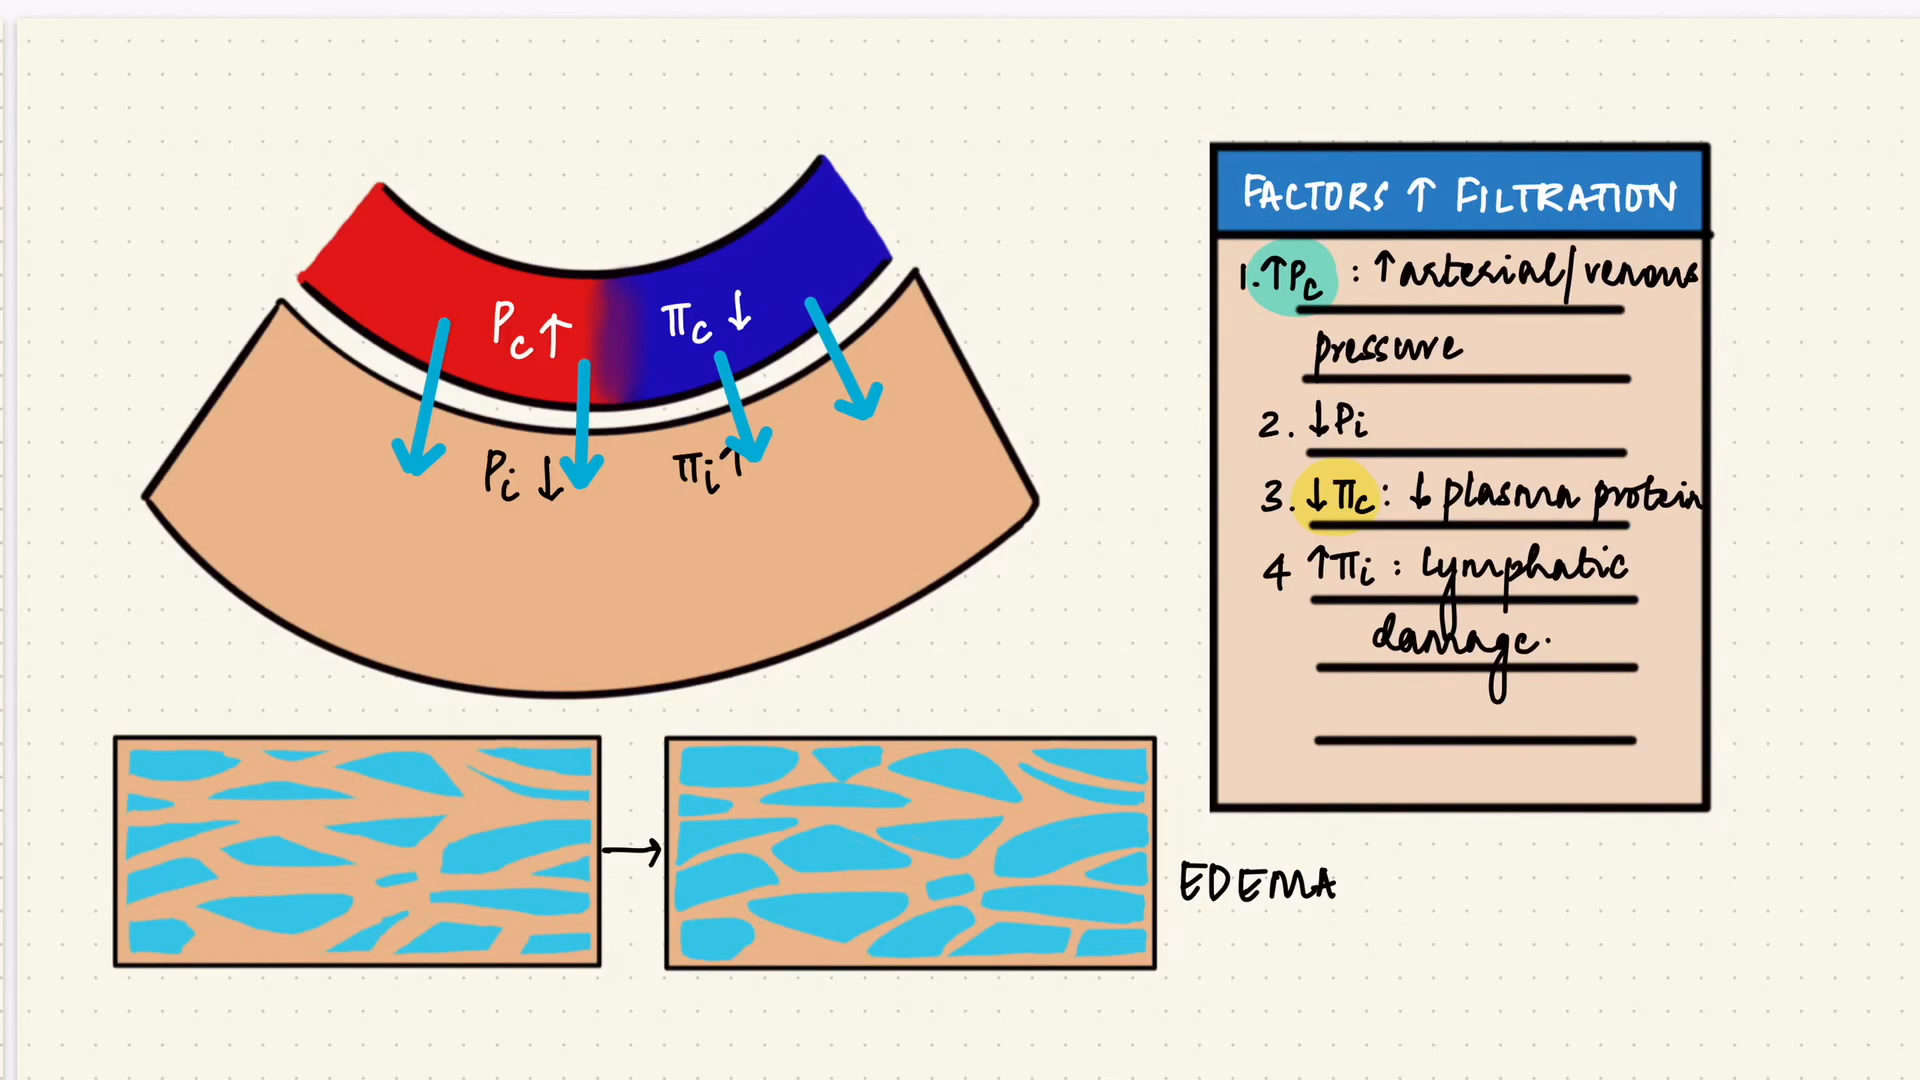 Pc↑
πc↓
Pi↓
πi↑
FACTORS ↑ FILTRATION
1. ↑Pc : ↑ arterial/venous
pressure
2. ↓Pi
3. ↓πc : ↓ plasma protein
4 ↑πi : Lymphatic
damage.
EDEMA